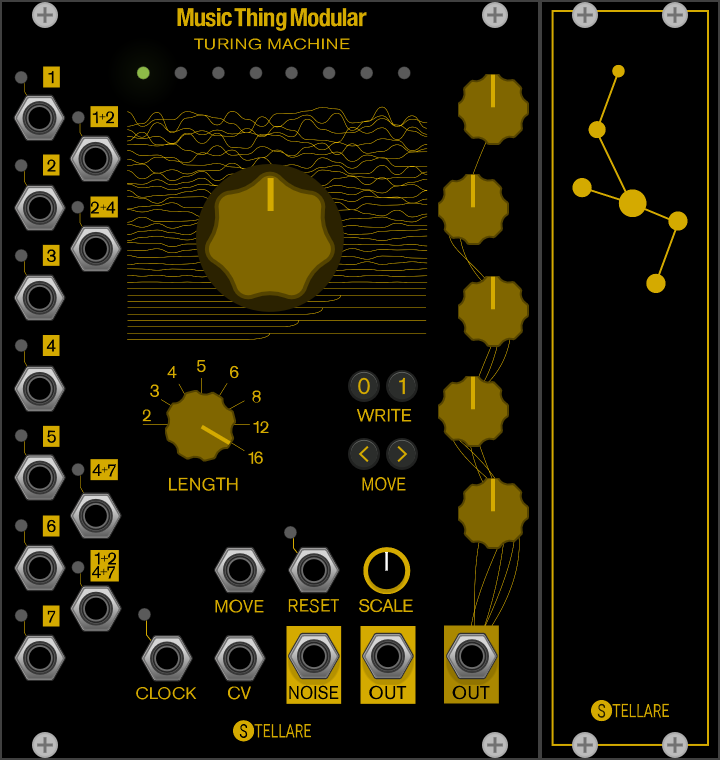 Music Thing Modular
TURING MACHINE
1
1+2
2
2+4
3
4
5
4+7
6
1+2
4+7
7
2
3
4
5
6
8
12
16
LENGTH
0
1
WRITE
<
>
MOVE
MOVE
RESET
SCALE
CLOCK
CV
NOISE
OUT
OUT
STELLARE
STELLARE